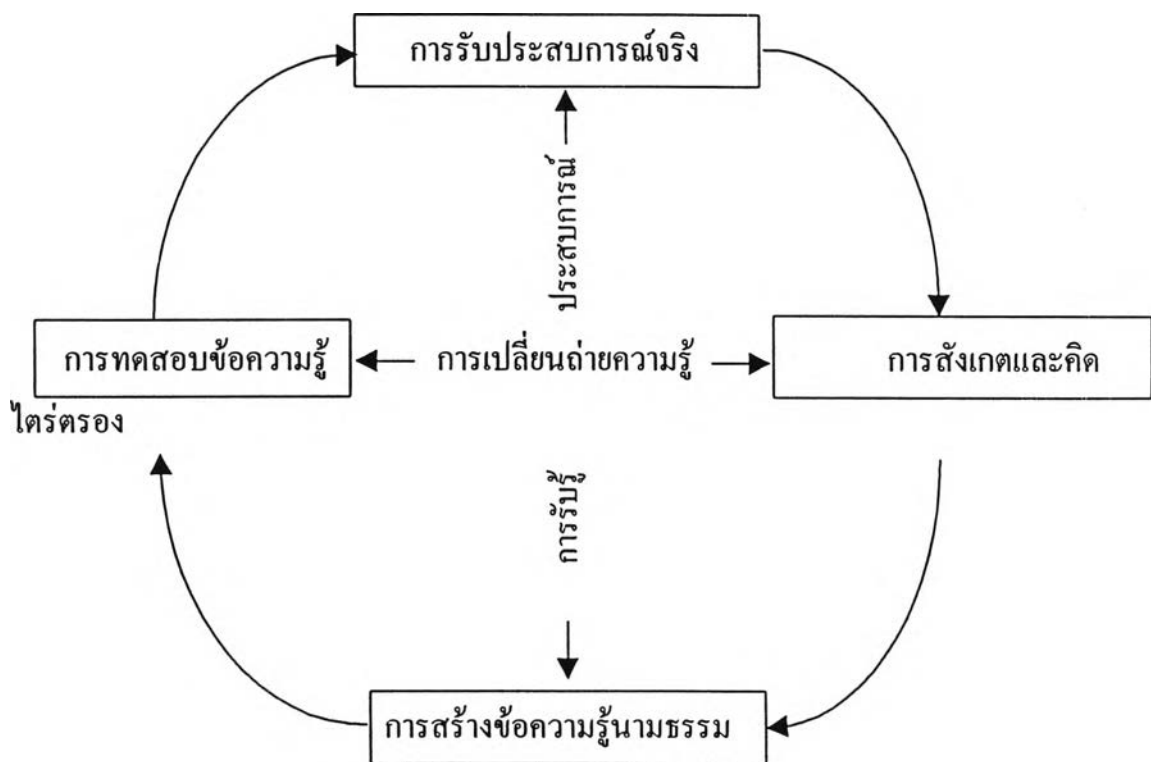 การรับประสบการณ์จริง
ประสบการณ์
การทดสอบข้อความรู้
การเปลี่ยนถ่ายความรู้
การสังเกตและคิด
ไตร่ตรอง
การรับรู้
การสร้างข้อความรู้นามธรรม